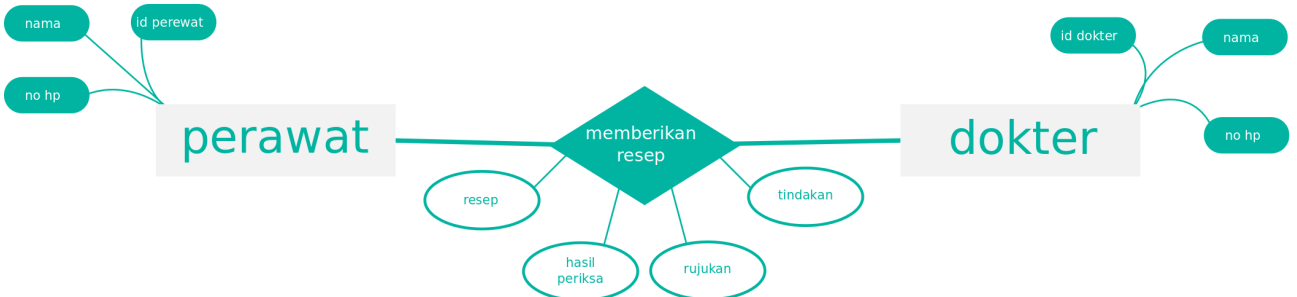 nama
id perewat
no hp
perawat
memberikan
resep
resep
hasil
periksa
rujukan
tindakan
dokter
id dokter
nama
no hp